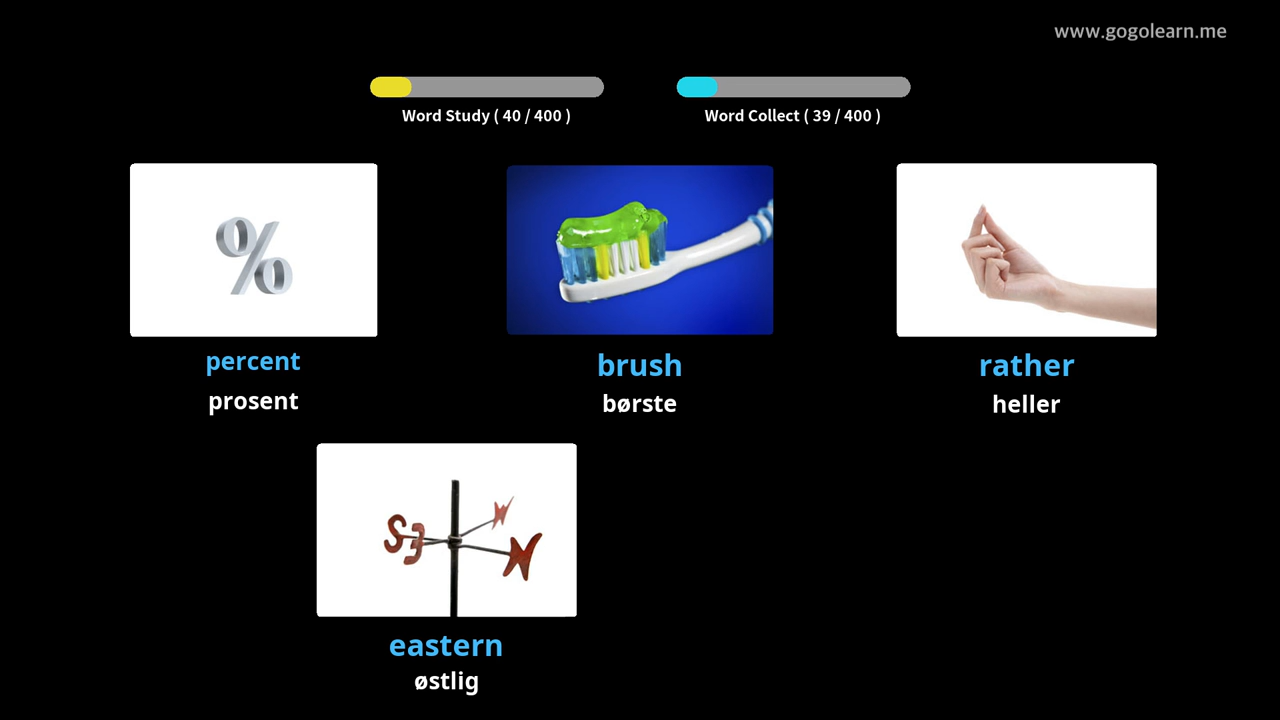 www.gogolearn.me
Word Study ( 40 / 400 )
Word Collect ( 39 / 400 )
%
percent
prosent
brush
børste
rather
heller
S E N
eastern
østlig